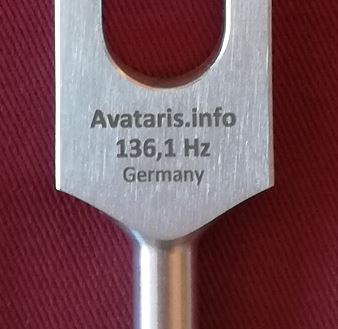 Avataris.info
136,1 Hz
Germany